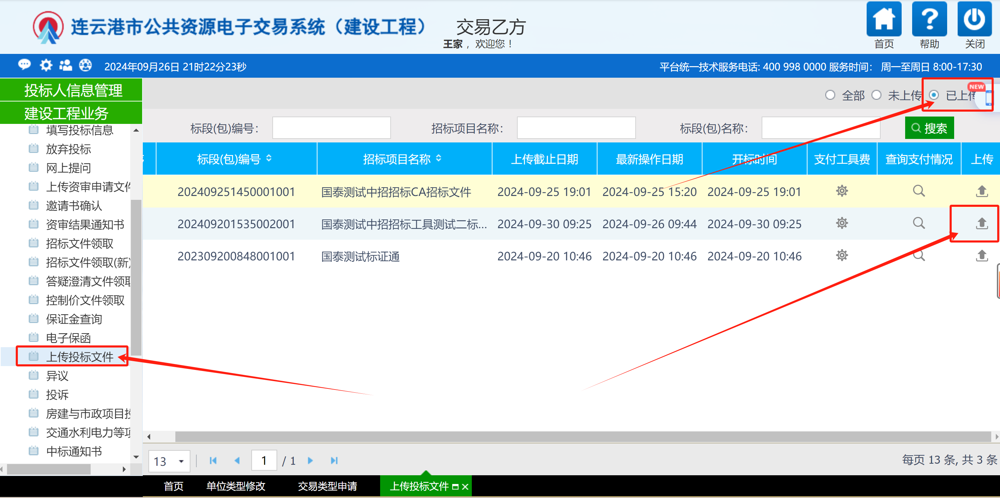 连云港市公共资源电子交易系统（建设工程）
交易乙方
王家，欢迎您！
首页
帮助
关闭
2024年09月26日 21时22分23秒
平台统一技术服务电话: 400 998 0000 服务时间： 周一至周日 8:00-17:30
投标人信息管理
建设工程业务
填写投标信息
放弃投标
网上提问
上传资审申请文件
邀请书确认
资审结果通知书
招标文件领取
招标文件领取(新)
答疑澄清文件领取
控制价文件领取
保证金查询
电子保函
上传投标文件
异议
投诉
房建与市政项目投
交通水利电力等项
中标通知书
全部 未上传 已上传
NEW
标段(包)编号： 招标项目名称： 标段(包)名称： 搜索
标段(包)编号 招标项目名称 上传截止日期 最新操作日期 开标时间 支付工具费 查询支付情况 上传
202409251450001001 国泰测试中招招标CA招标文件 2024-09-25 19:01 2024-09-25 15:20 2024-09-25 19:01
202409201535002001 国泰测试中招招标工具测试二标... 2024-09-30 09:25 2024-09-26 09:44 2024-09-30 09:25
202309200848001001 国泰测试标证通 2024-09-20 10:46 2024-09-20 10:46 2024-09-20 10:46
13 1 / 1
每页 13 条, 共 3 条
首页 单位类型修改 交易类型申请 上传投标文件